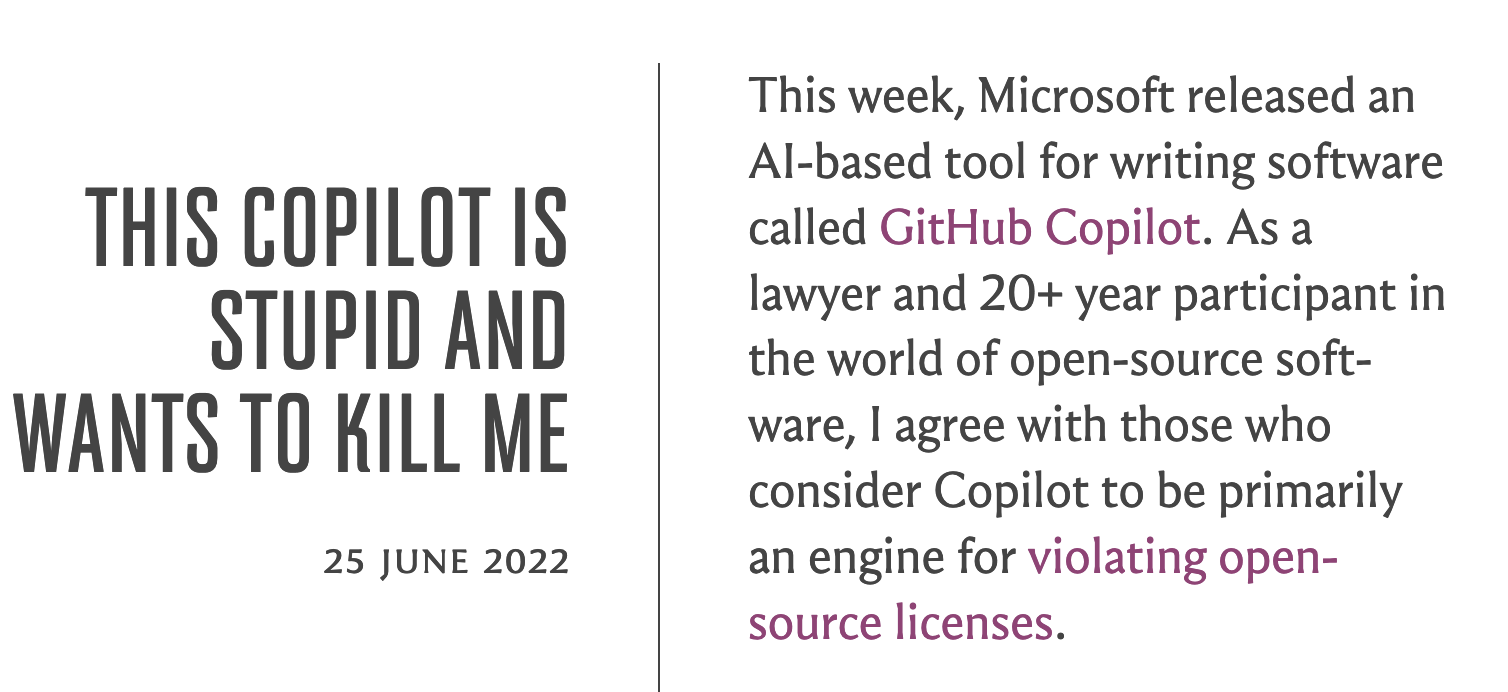 THIS COPILOT IS
STUPID AND
WANTS TO KILL ME
25 JUNE 2022
This week, Microsoft released an
AI-based tool for writing software
called GitHub Copilot. As a
lawyer and 20+ year participant in
the world of open-source soft-
ware, I agree with those who
consider Copilot to be primarily
an engine for violating open-
source licenses.